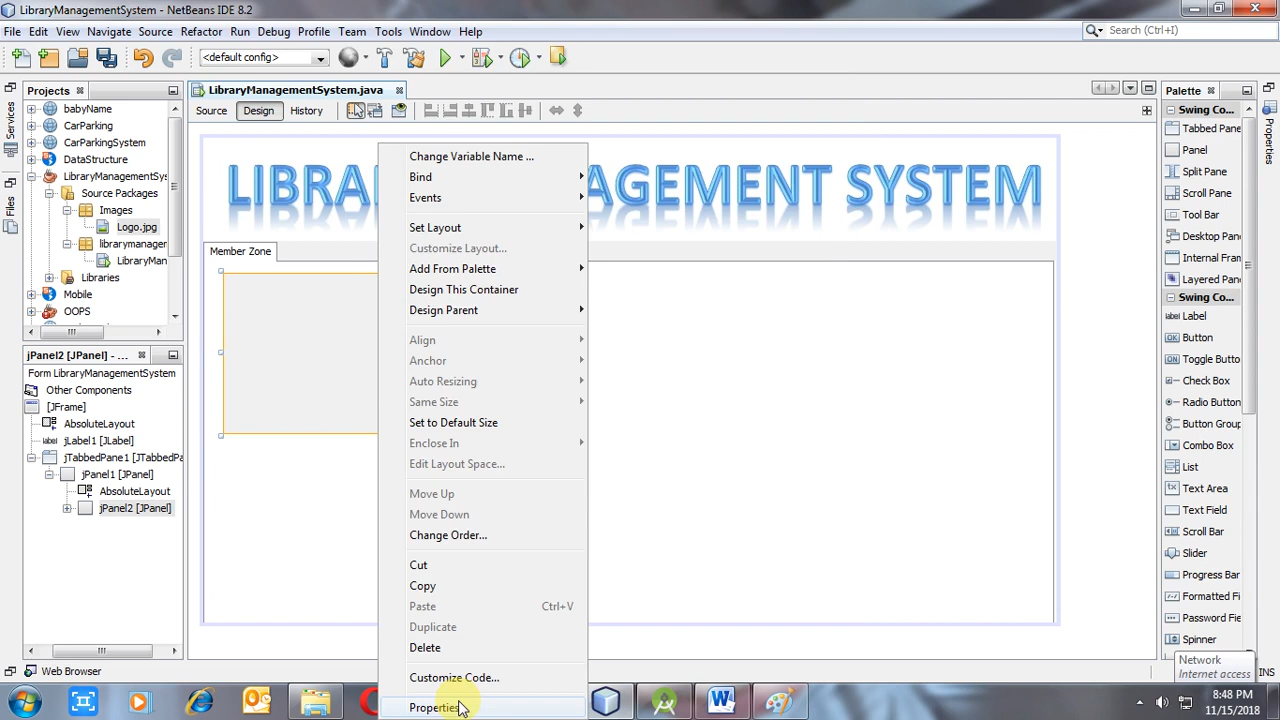 LibraryManagementSystem - NetBeans IDE 8.2
File Edit View Navigate Source Refactor Run Debug Profile Team Tools Window Help
Search (Ctrl+I)
<default config>
Projects
babyName
CarParking
CarParkingSystem
DataStructure
LibraryManagementSys
Source Packages
Images
Logo.jpg
librarymanager
LibraryMan
Libraries
Mobile
OOPS
Services
Files
jPanel2 [JPanel] - ...
Form LibraryManagementSystem
Other Components
[JFrame]
AbsoluteLayout
jLabel1 [JLabel]
jTabbedPane1 [JTabbedPa
jPanel1 [JPanel]
AbsoluteLayout
jPanel2 [JPanel]
LibraryManagementSystem.java
Source Design History
MANAGEMENT SYSTEM
Member Zone
Change Variable Name ...
Bind
Events
Set Layout
Customize Layout...
Add From Palette
Design This Container
Design Parent
Align
Anchor
Auto Resizing
Same Size
Set to Default Size
Enclose In
Edit Layout Space...
Move Up
Move Down
Change Order...
Cut
Copy
Paste Ctrl+V
Duplicate
Delete
Customize Code...
Properties
Palette
Swing Co...
Tabbed Pane
Panel
Split Pane
Scroll Pane
Tool Bar
Desktop Pan
Internal Fram
Layered Pan
Swing Co...
Label
Button
Toggle Butto
Check Box
Radio Button
Button Group
Combo Box
List
Text Area
Text Field
Scroll Bar
Slider
Progress Bar
Formatted Fi
Password Fie
Spinner
Properties
Network
Internet access
INS
Web Browser
8:48 PM
11/15/2018